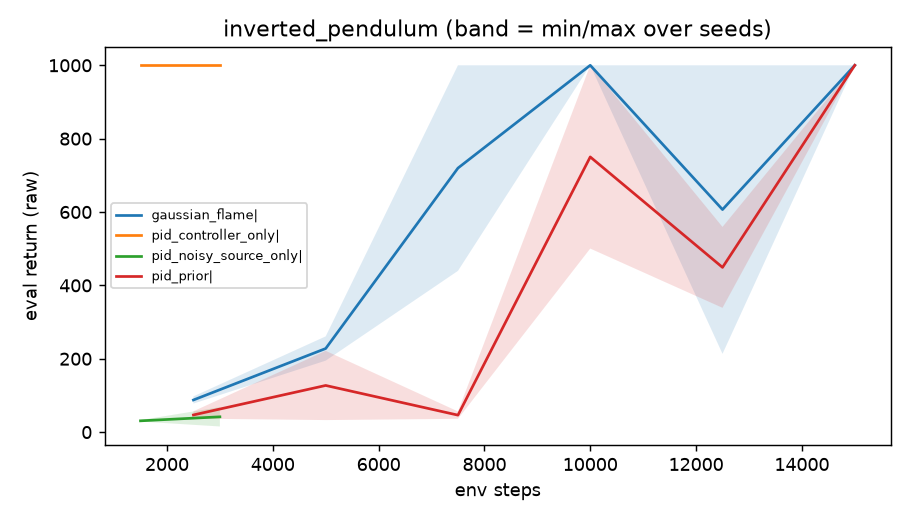 inverted_pendulum (band = min/max over seeds)
eval return (raw)
1000
800
600
400
200
0
gaussian_flame|
pid_controller_only|
pid_noisy_source_only|
pid_prior|
2000 4000 6000 8000 10000 12000 14000
env steps